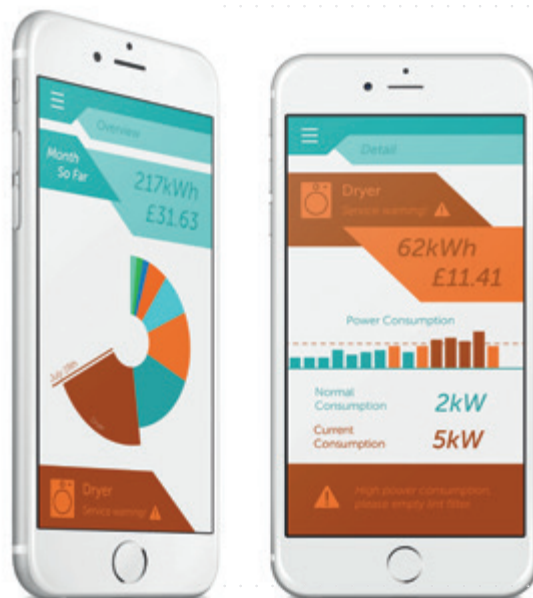 Overview
Month
So Far
217kWh
£31.63
July 19th
Dryer
Dryer
Service warning!
Detail
Dryer
Service warning!
62kWh
£11.41
Power Consumption
Normal
Consumption
2kW
Current
Consumption
5kW
High power consumption,
please empty lint filter